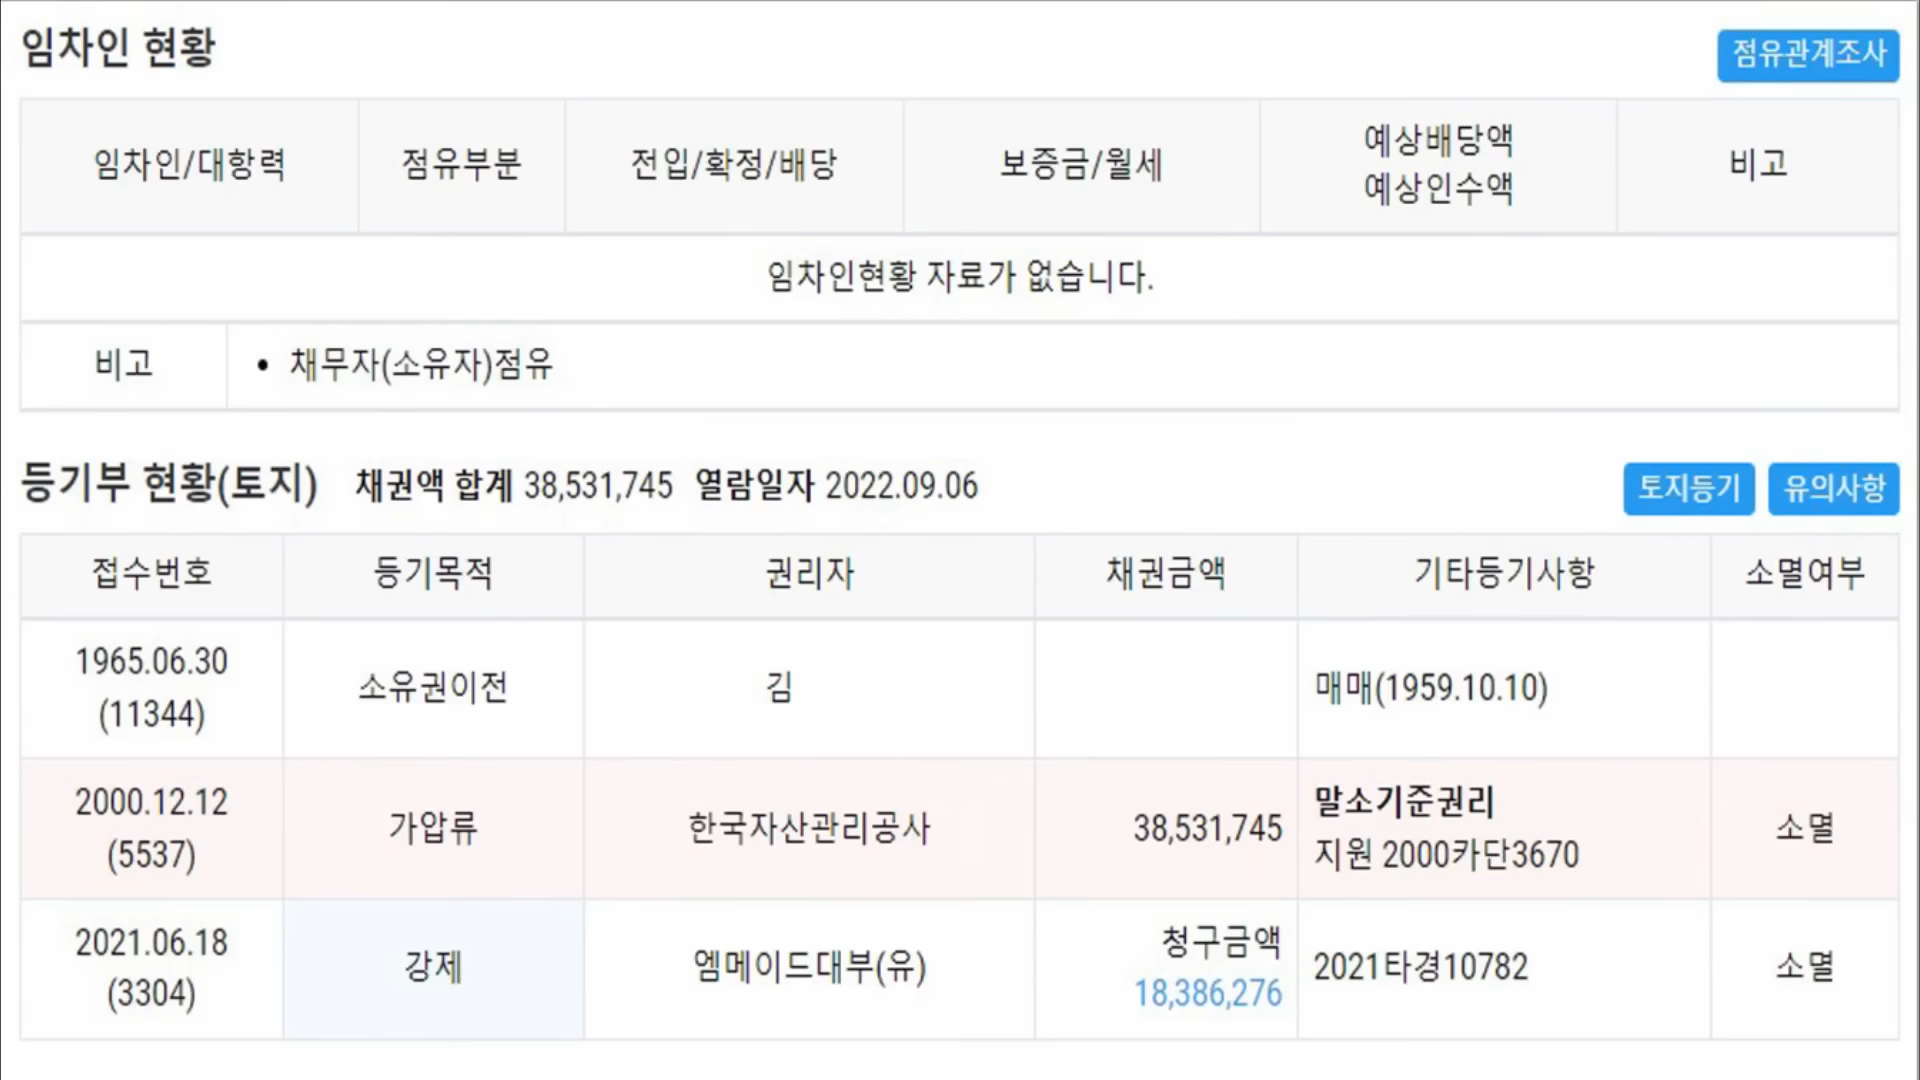 임차인 현황
점유관계조사
임차인/대항력 점유부분 전입/확정/배당 보증금/월세 예상배당액 비고
예상인수액
임차인현황 자료가 없습니다.
비고 • 채무자(소유자)점유
등기부 현황(토지) 채권액 합계 38,531,745 열람일자 2022.09.06
토지등기 유의사항
접수번호 등기목적 권리자 채권금액 기타등기사항 소멸여부
1965.06.30
(11344)
소유권이전 김 매매(1959.10.10)
2000.12.12
(5537)
가압류 한국자산관리공사 38,531,745
말소기준권리
지원 2000카단3670
소멸
2021.06.18
(3304)
강제 엠메이드대부(유)
청구금액
18,386,276
2021타경10782 소멸